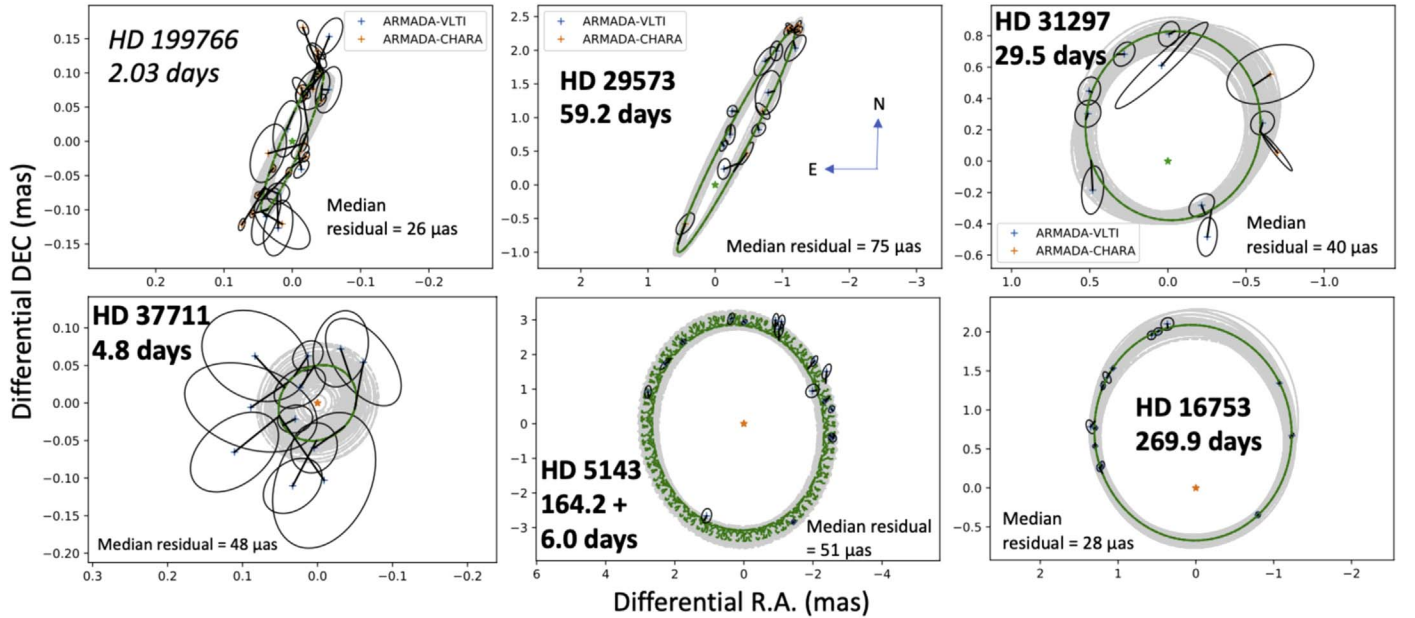 Differential DEC (mas)
HD 199766
2.03 days
ARMADA-VLTI
ARMADA-CHARA
Median
residual = 26 µas
0.15
0.10
0.05
0.00
−0.05
−0.10
−0.15
0.2 0.1 0.0 −0.1 −0.2
HD 29573
59.2 days
ARMADA-VLTI
ARMADA-CHARA
N
E
Median residual = 75 µas
2.5
2.0
1.5
1.0
0.5
0.0
−0.5
−1.0
2 1 0 −1 −2 −3
HD 31297
29.5 days
ARMADA-VLTI
ARMADA-CHARA
Median
residual = 40 µas
0.8
0.6
0.4
0.2
0.0
−0.2
−0.4
−0.6
1.0 0.5 0.0 −0.5 −1.0
HD 37711
4.8 days
Median residual = 48 µas
0.10
0.05
0.00
−0.05
−0.10
−0.15
−0.20
0.3 0.2 0.1 0.0 −0.1 −0.2
HD 5143
164.2 +
6.0 days
Median residual
= 51 µas
3
2
1
0
−1
−2
−3
6 4 2 0 −2 −4
HD 16753
269.9 days
Median
residual = 28 µas
2.0
1.5
1.0
0.5
0.0
−0.5
2 1 0 −1 −2
Differential R.A. (mas)